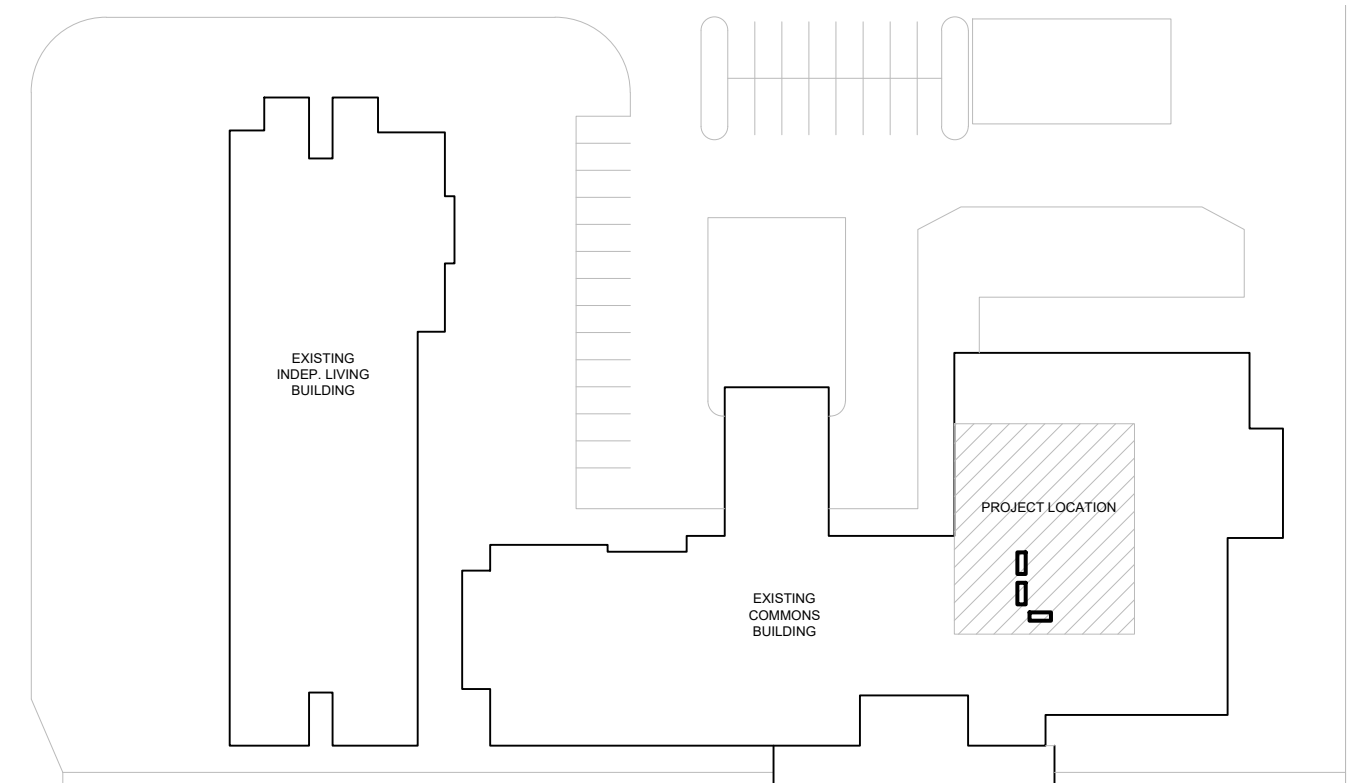 EXISTING
INDEP. LIVING
BUILDING
PROJECT LOCATION
EXISTING
COMMONS
BUILDING